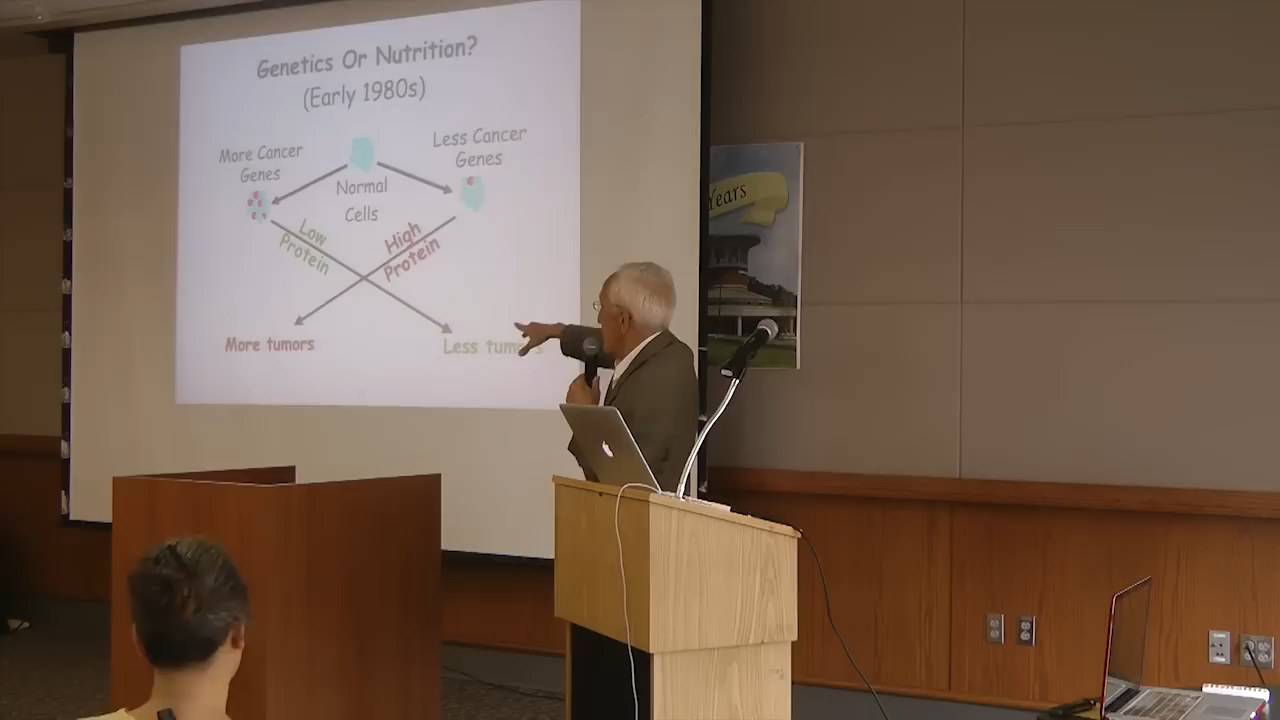 Genetics Or Nutrition?
(Early 1980s)
More Cancer
Genes
Less Cancer
Genes
Normal
Cells
Low
Protein
High
Protein
More tumors
Less
Years